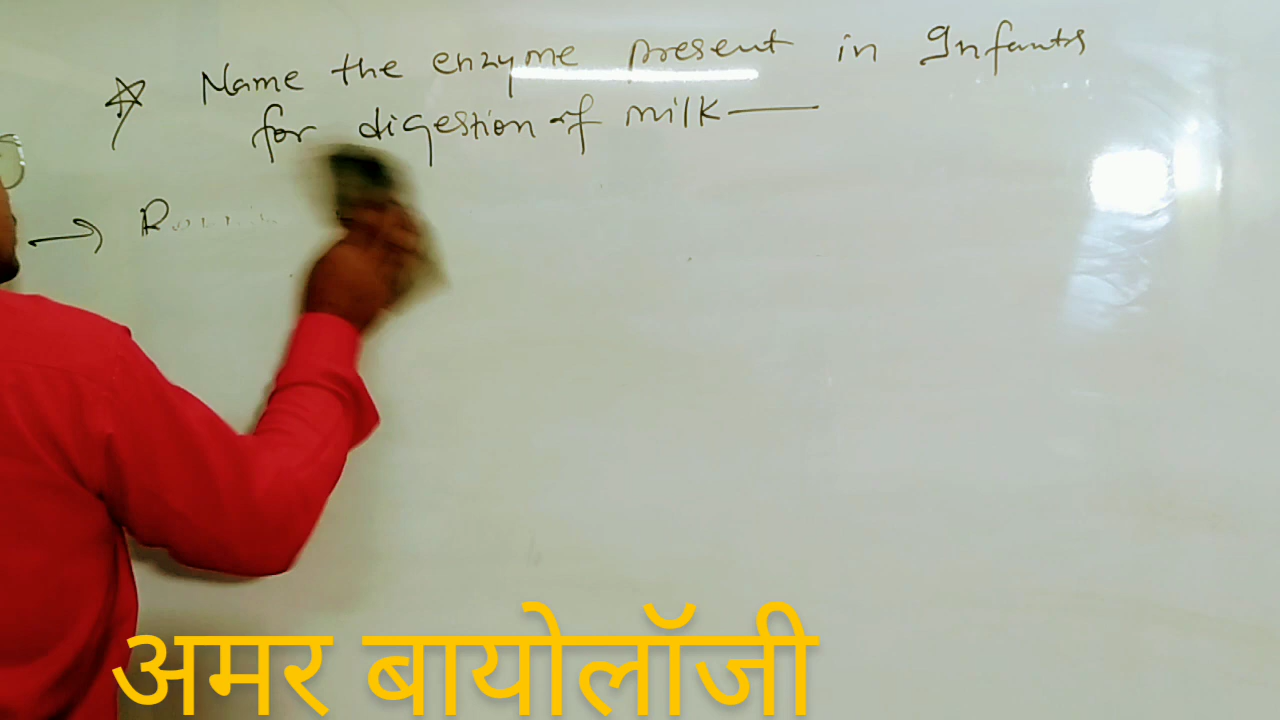 Name the enzyme present in Infants
for digestion of milk —
→ R
अमर बायोलॉजी